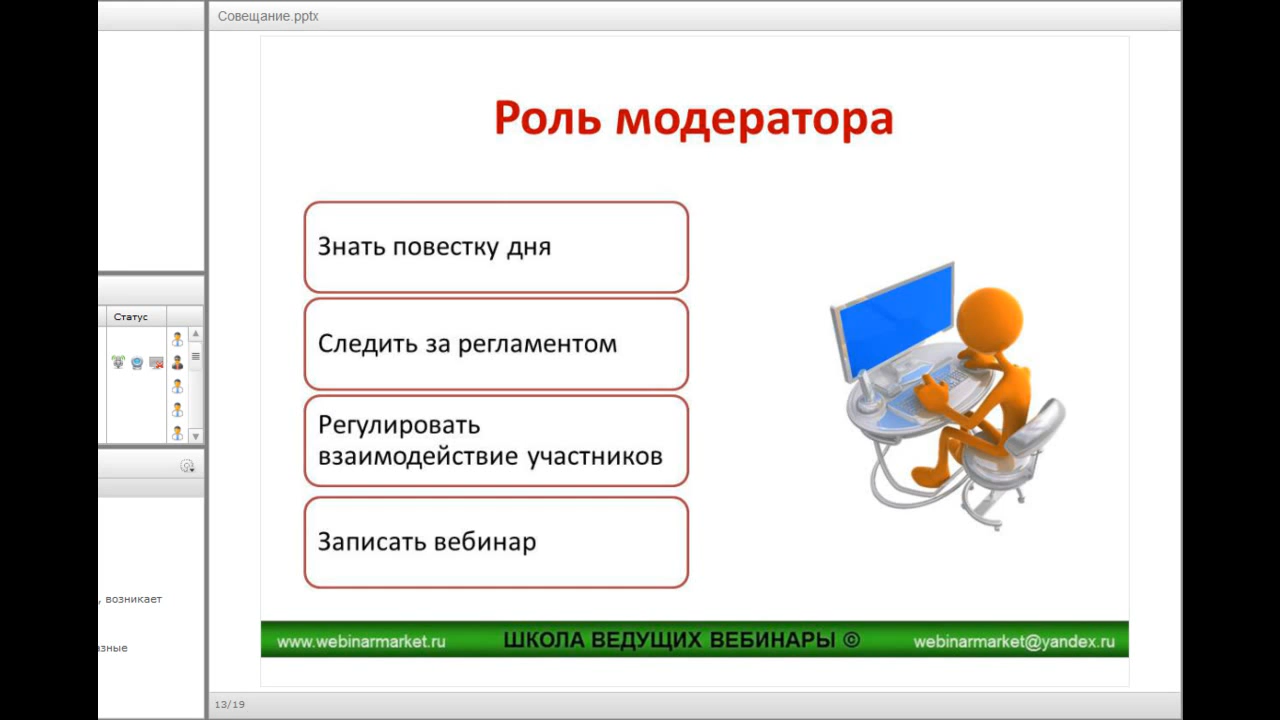 Совещание.pptx
Роль модератора
Знать повестку дня
Следить за регламентом
Регулировать
взаимодействие участников
Записать вебинар
www.webinarmarket.ru ШКОЛА ВЕДУЩИХ ВЕБИНАРЫ © webinarmarket@yandex.ru
13/19
Статус
, возникает